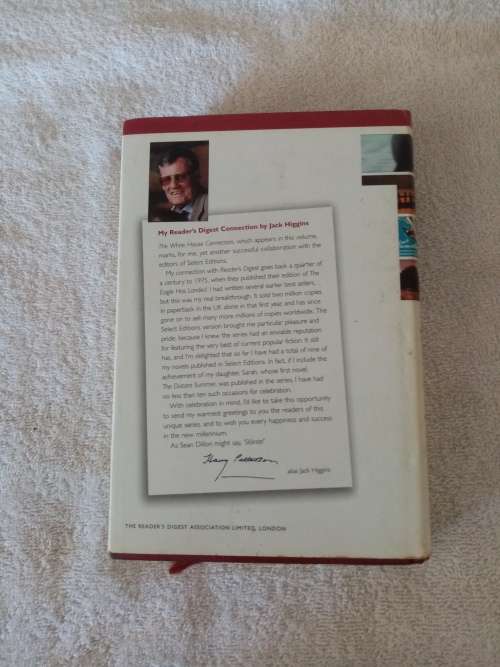 My Reader's Digest Connection by Jack Higgins
The White House Connection, which appears in this volume,
marks, for me, yet another successful collaboration with the
editors of Select Editions.
My connection with Reader's Digest goes back a quarter of
a century to 1975, when they published their edition of The
Eagle Has Landed. I had written several earlier best sellers,
but this was my real breakthrough. It sold two million copies
in paperback in the UK alone in that first year, and has since
gone on to sell many more millions of copies worldwide. The
Select Editions version brought me particular pleasure and
pride, because I knew the series had an enviable reputation
for featuring the very best of current popular fiction. It still
has, and I'm delighted that so far I have had a total of nine of
my novels published in Select Editions. In fact, if I include the
achievement of my daughter, Sarah, whose first novel,
The Distant Summer, was published in the series, I have had
no less than ten such occasions for celebration.
With celebration in mind, I'd like to take this opportunity
to send my warmest greetings to you the readers of this
unique series, and to wish you every happiness and success
in the new millennium.
As Sean Dillon might say, 'Sláinte!'
Harry Patterson
alias Jack Higgins
THE READER'S DIGEST ASSOCIATION LIMITED, LONDON